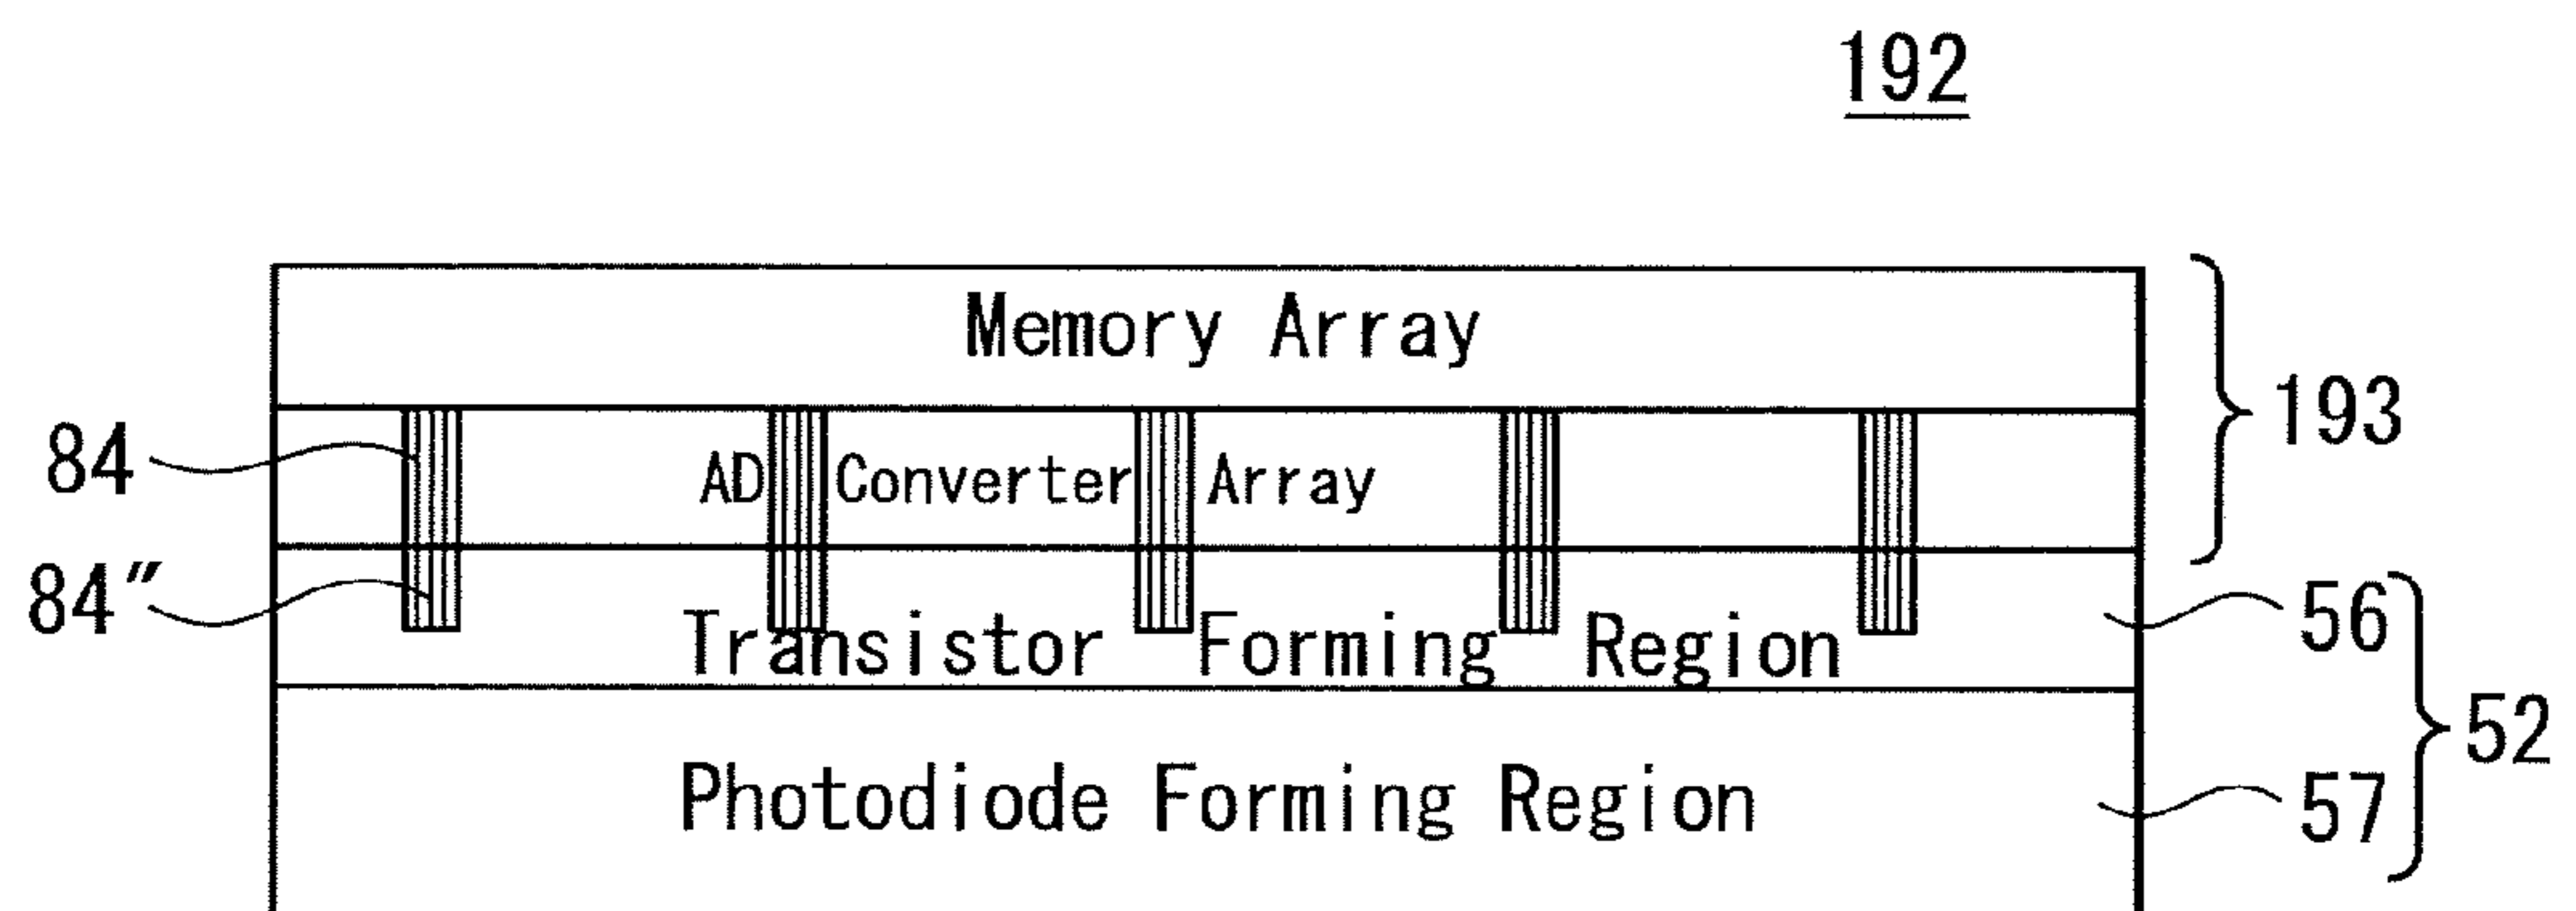 192
Memory Array
193
84
AD Converter Array
84″
56
Transistor Forming Region
52
Photodiode Forming Region
57